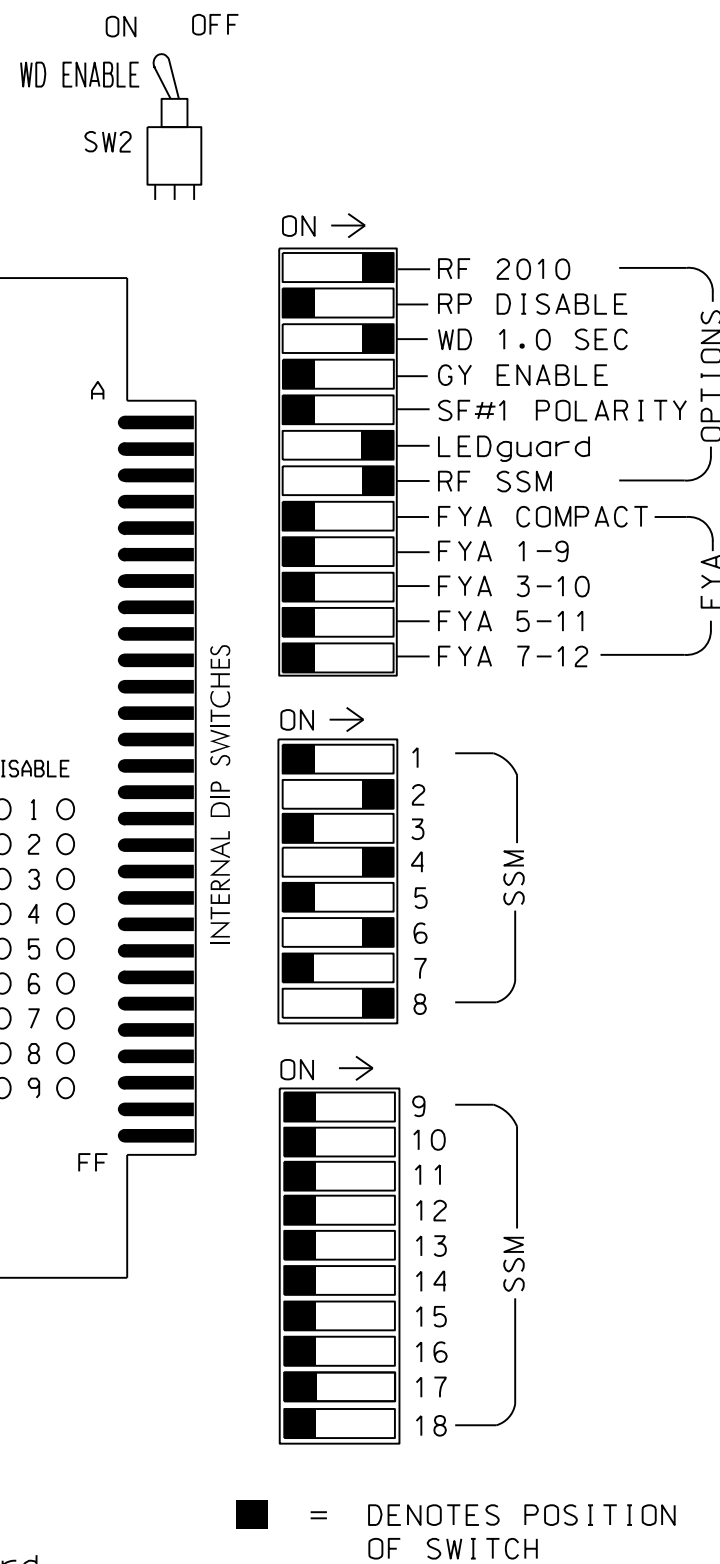 ON OFF
WD ENABLE
SW2
ON →
RF 2010
RP DISABLE
WD 1.0 SEC
GY ENABLE
SF#1 POLARITY
LEDguard
RF SSM
OPTIONS
FYA COMPACT
FYA 1-9
FYA 3-10
FYA 5-11
FYA 7-12
FYA
A
FF
INTERNAL DIP SWITCHES
ISABLE
1
2
3
4
5
6
7
8
9
ON →
1
2
3
4
5
6
7
8
SSM
ON →
9
10
11
12
13
14
15
16
17
18
SSM
= DENOTES POSITION
OF SWITCH